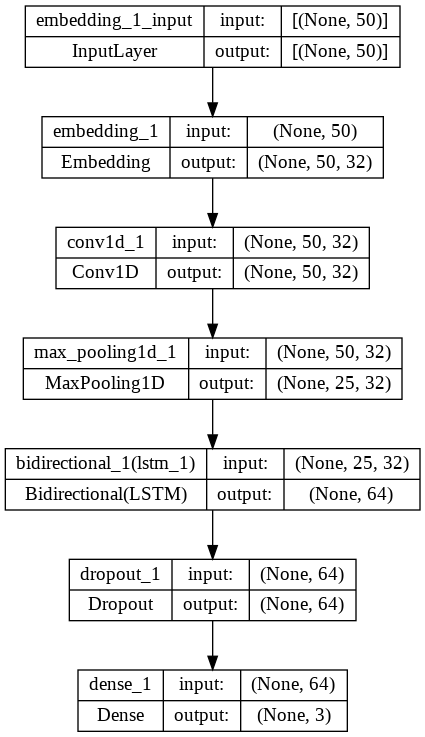 embedding_1_input input: [(None, 50)]
InputLayer output: [(None, 50)]
embedding_1 input: (None, 50)
Embedding output: (None, 50, 32)
conv1d_1 input: (None, 50, 32)
Conv1D output: (None, 50, 32)
max_pooling1d_1 input: (None, 50, 32)
MaxPooling1D output: (None, 25, 32)
bidirectional_1(lstm_1) input: (None, 25, 32)
Bidirectional(LSTM) output: (None, 64)
dropout_1 input: (None, 64)
Dropout output: (None, 64)
dense_1 input: (None, 64)
Dense output: (None, 3)